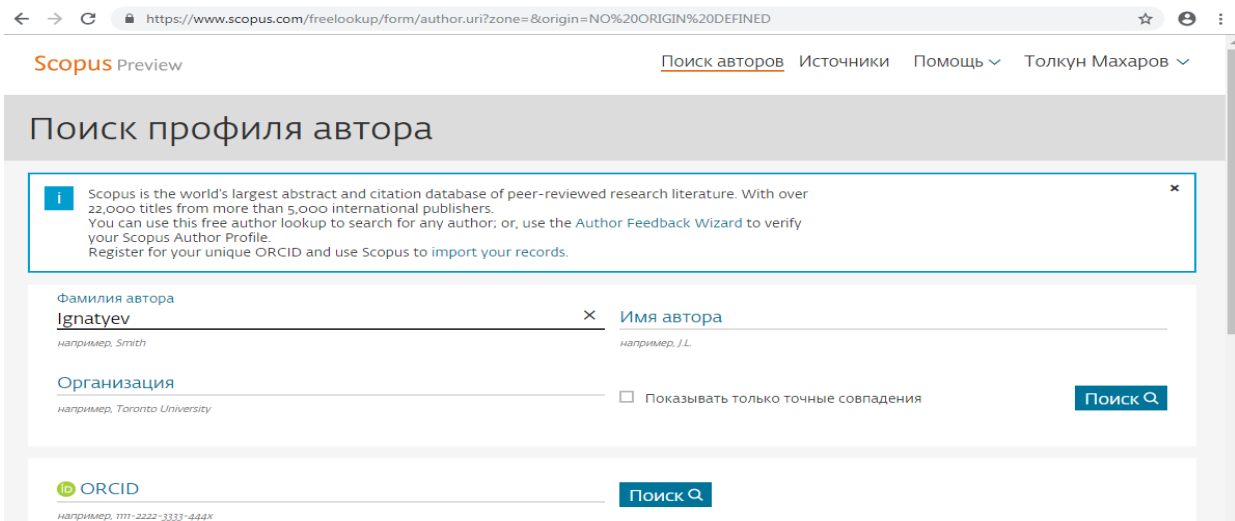 https://www.scopus.com/freelookup/form/author.uri?zone=&origin=NO%20ORIGIN%20DEFINED
Scopus Preview
Поиск авторов Источники Помощь Толкун Махаров
Поиск профиля автора
i
Scopus is the world's largest abstract and citation database of peer-reviewed research literature. With over
22,000 titles from more than 5,000 international publishers.
You can use this free author lookup to search for any author; or, use the Author Feedback Wizard to verify
your Scopus Author Profile.
Register for your unique ORCID and use Scopus to import your records.
Фамилия автора
Ignatyev
например, Smith
Имя автора
например, J.L.
Организация
например, Toronto University
Показывать только точные совпадения
Поиск
iD ORCID
Поиск
например, 1111-2222-3333-444x